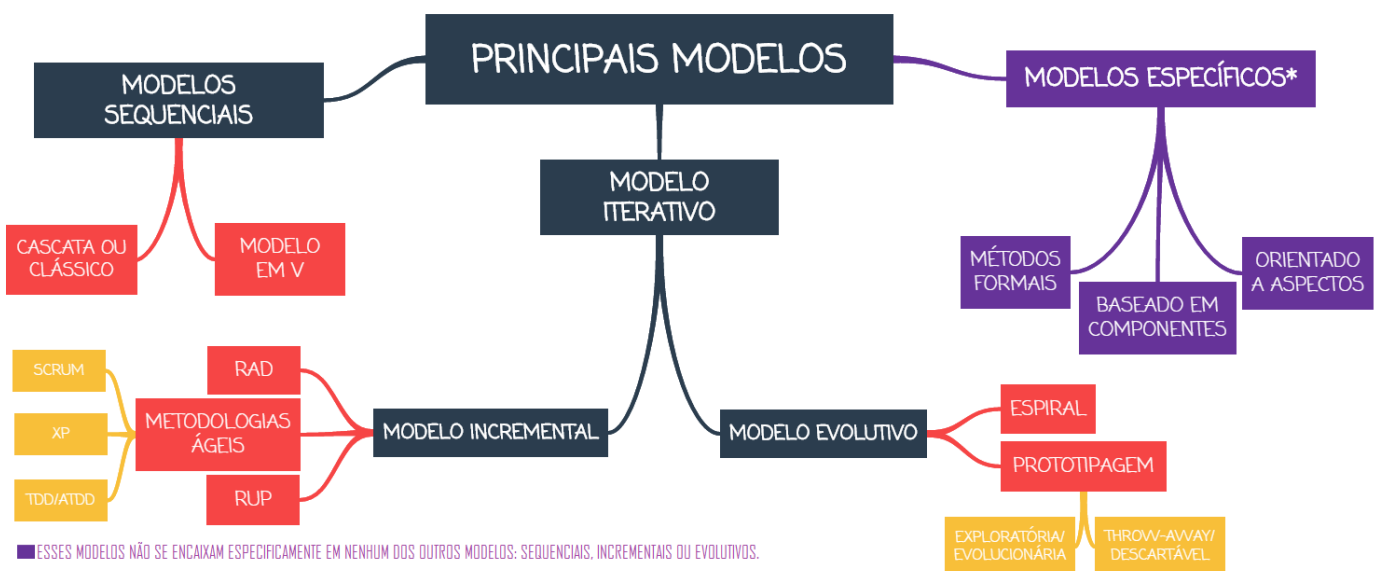 PRINCIPAIS MODELOS
MODELOS
SEQUENCIAIS
MODELOS ESPECÍFICOS*
MODELO
ITERATIVO
CASCATA OU
CLÁSSICO
MODELO
EM V
MÉTODOS
FORMAIS
BASEADO EM
COMPONENTES
ORIENTADO
A ASPECTOS
SCRUM
XP
TDD/ATDD
METODOLOGIAS
ÁGEIS
RAD
RUP
MODELO INCREMENTAL
MODELO EVOLUTIVO
ESPIRAL
PROTOTIPAGEM
EXPLORATÓRIA/
EVOLUCIONÁRIA
THROW-AWAY/
DESCARTÁVEL
ESSES MODELOS NÃO SE ENCAIXAM ESPECIFICAMENTE EM NENHUM DOS OUTROS MODELOS: SEQUENCIAIS, INCREMENTAIS OU EVOLUTIVOS.